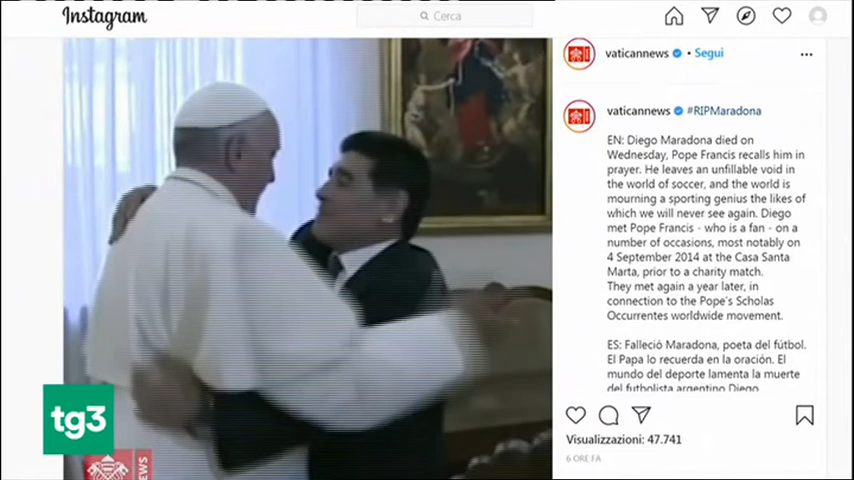 Instagram
Cerca
vaticannews • Segui
vaticannews #RIPMaradona
EN: Diego Maradona died on
Wednesday, Pope Francis recalls him in
prayer. He leaves an unfillable void in
the world of soccer, and the world is
mourning a sporting genius the likes of
which we will never see again. Diego
met Pope Francis - who is a fan - on a
number of occasions, most notably on
4 September 2014 at the Casa Santa
Marta, prior to a charity match.
They met again a year later, in
connection to the Pope's Scholas
Occurrentes worldwide movement.
ES: Falleció Maradona, poeta del fútbol.
El Papa lo recuerda en la oración. El
mundo del deporte lamenta la muerte
del futbolista argentino Diego
Visualizzazioni: 47.741
6 ORE FA
tg3
NEWS